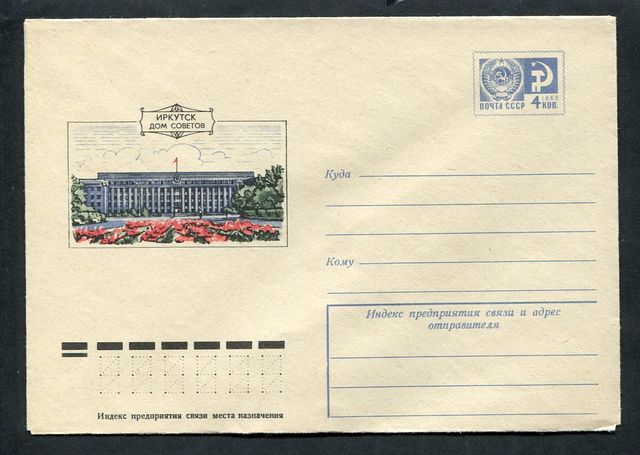 ИРКУТСК
ДОМ СОВЕТОВ
1966
ПОЧТА СССР 4 КОП.
Куда
Кому
Индекс предприятия связи и адрес
отправителя
Индекс предприятия связи места назначения